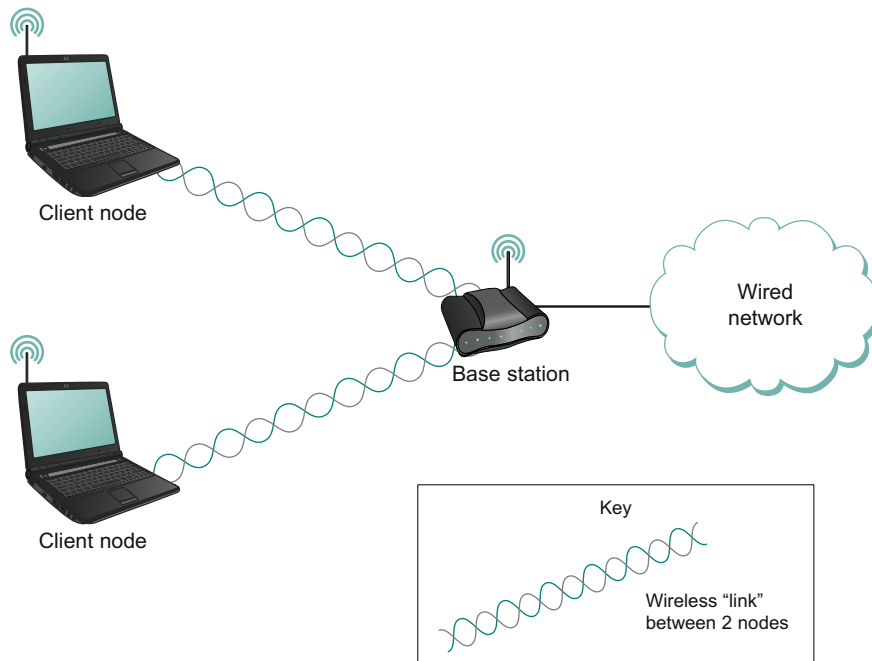 Client node
Wired
network
Base station
Client node
Key
Wireless “link”
between 2 nodes